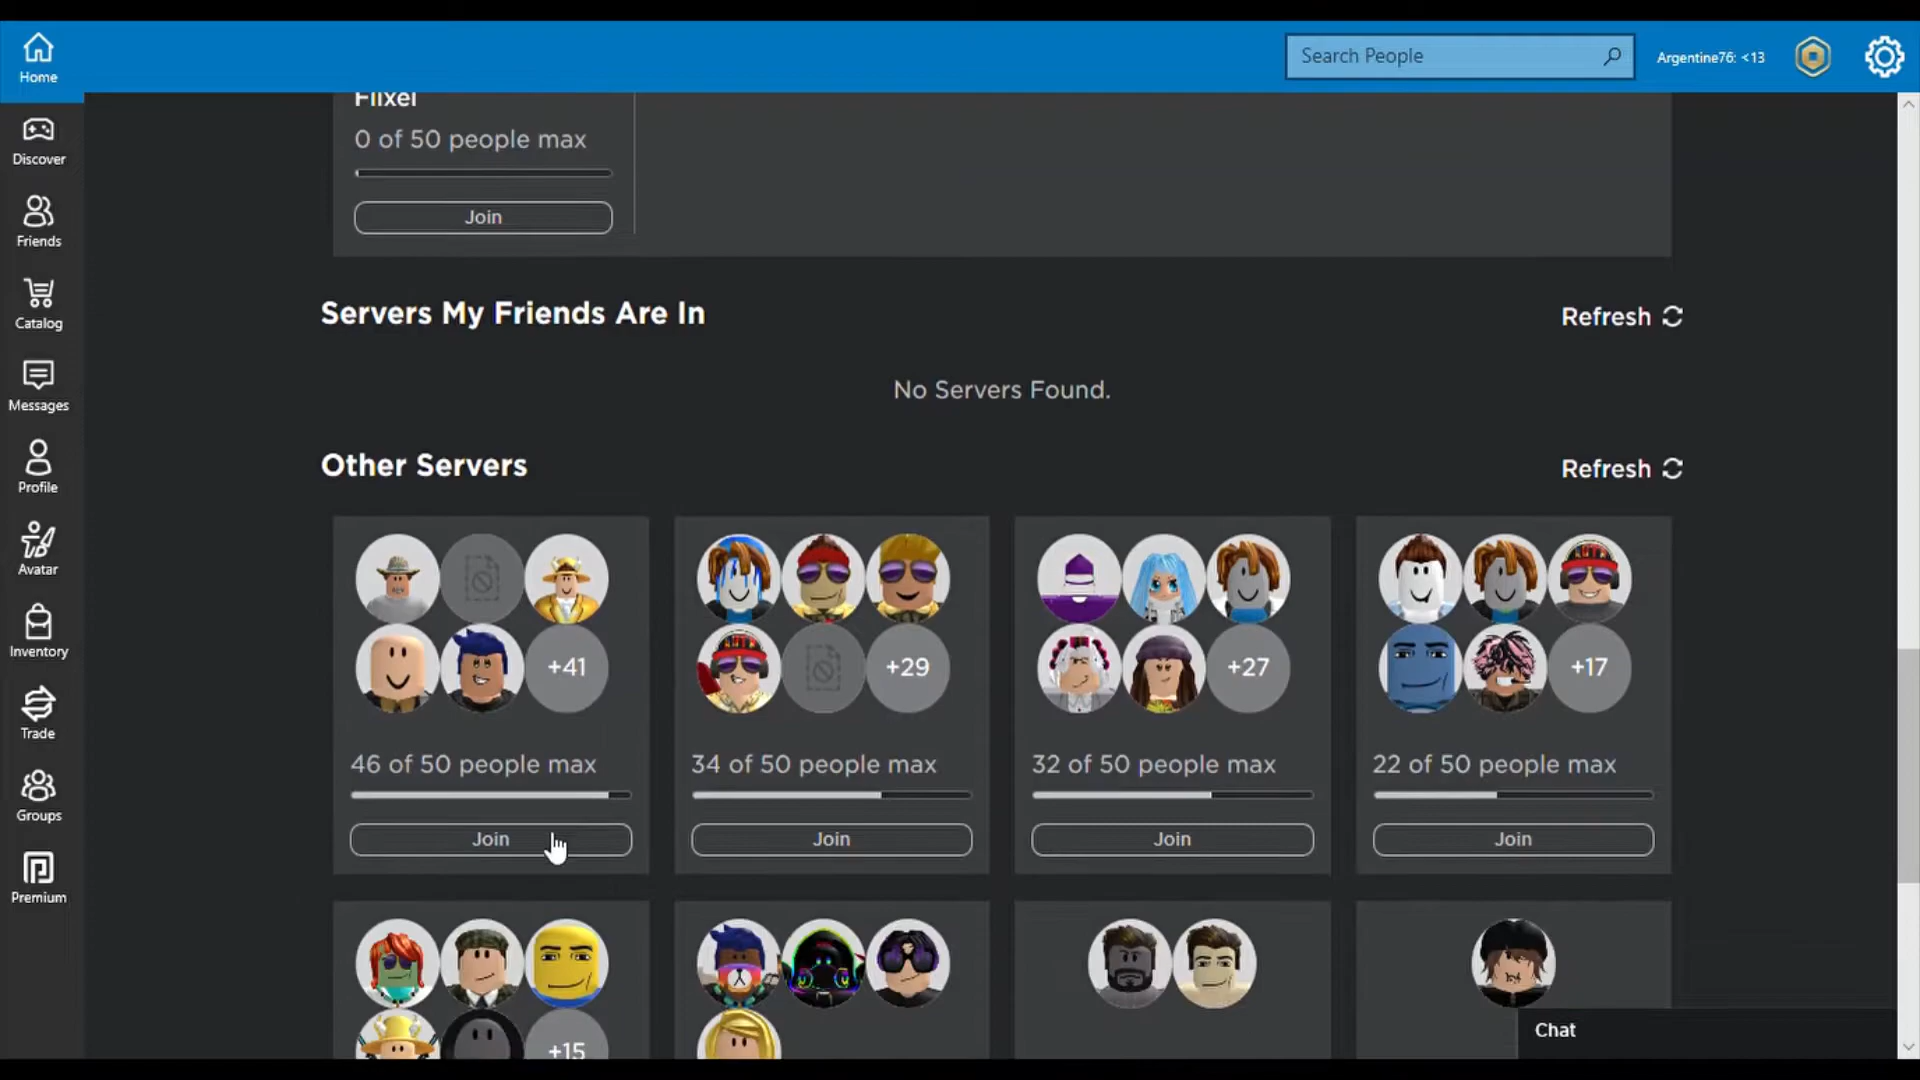 Home
Search People
Argentine76: <13
Discover
Friends
Catalog
Messages
Profile
Avatar
Inventory
Trade
Groups
Premium
Flixel
0 of 50 people max
Join
Servers My Friends Are In
Refresh
No Servers Found.
Other Servers
Refresh
+41
+29
+27
+17
46 of 50 people max
34 of 50 people max
32 of 50 people max
22 of 50 people max
Join
Join
Join
Join
+15
Chat